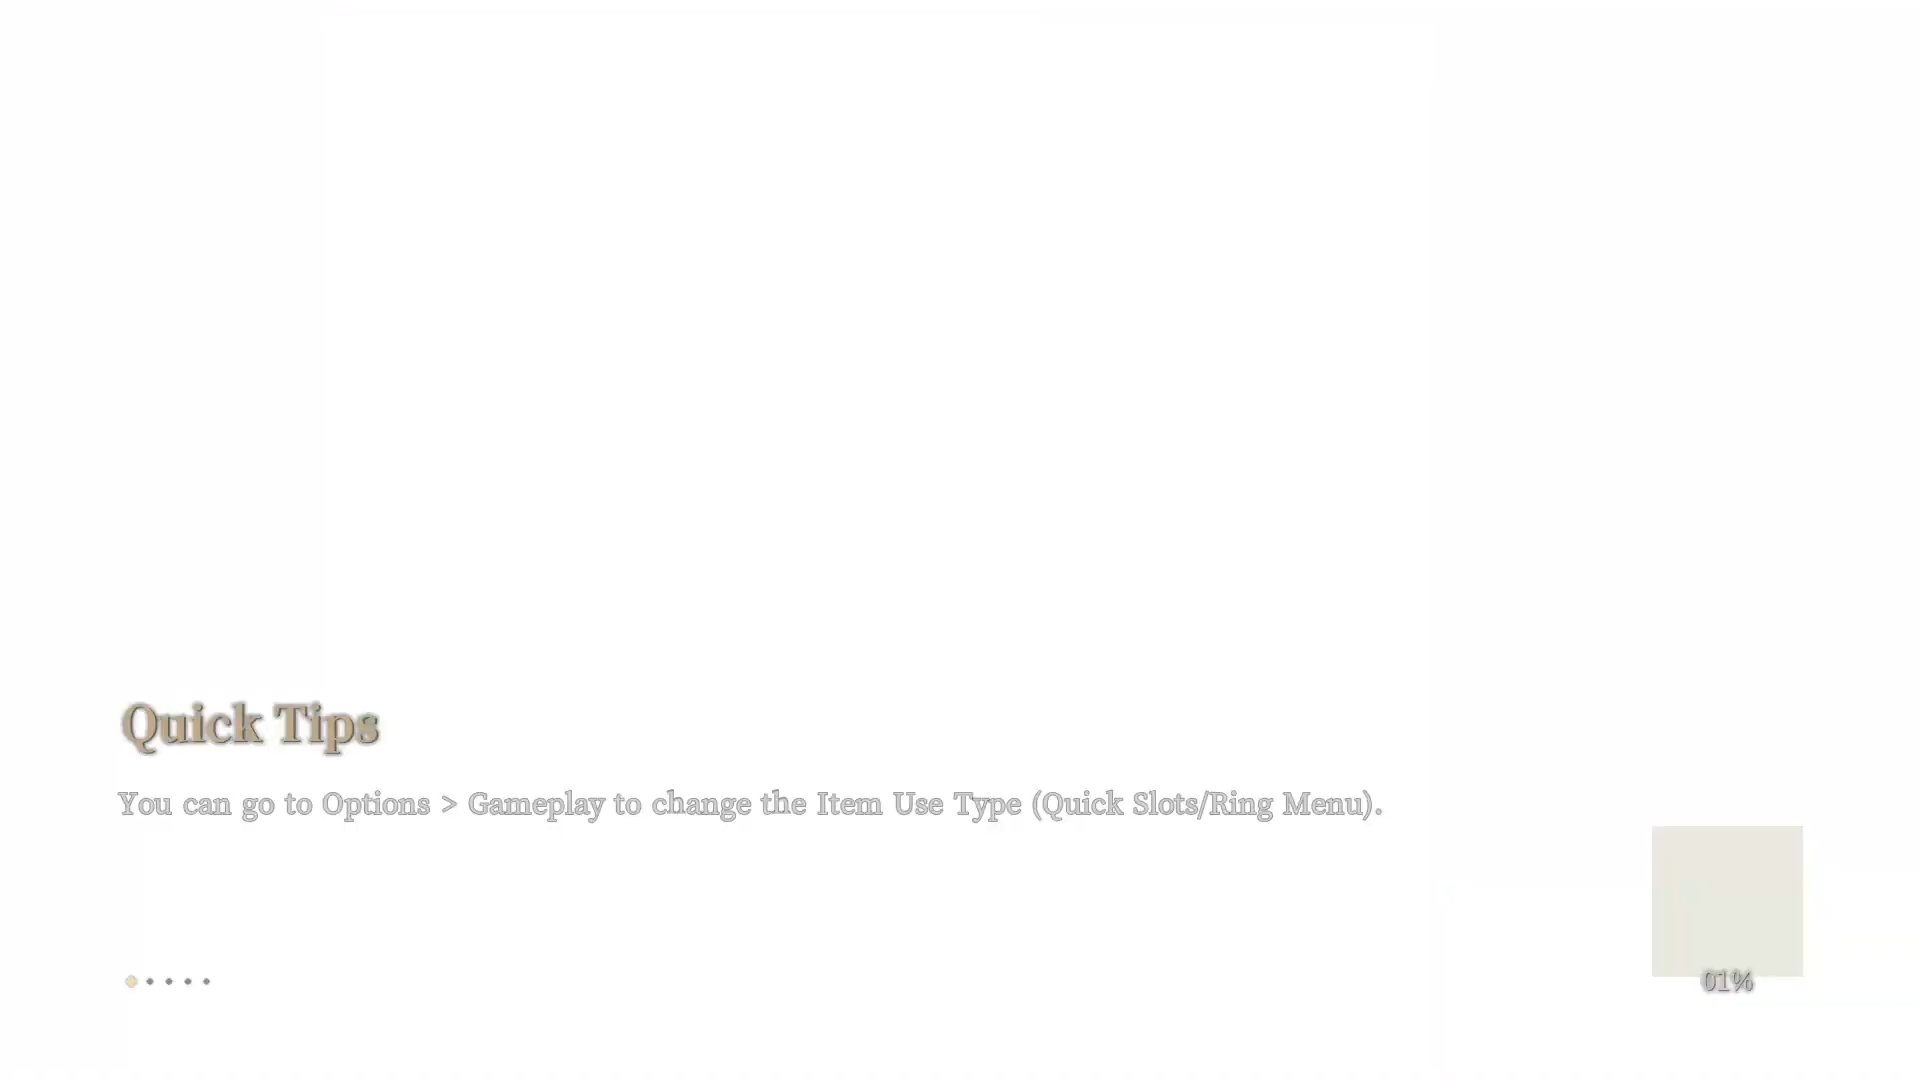 Quick Tips
You can go to Options > Gameplay to change the Item Use Type (Quick Slots/Ring Menu).
01%